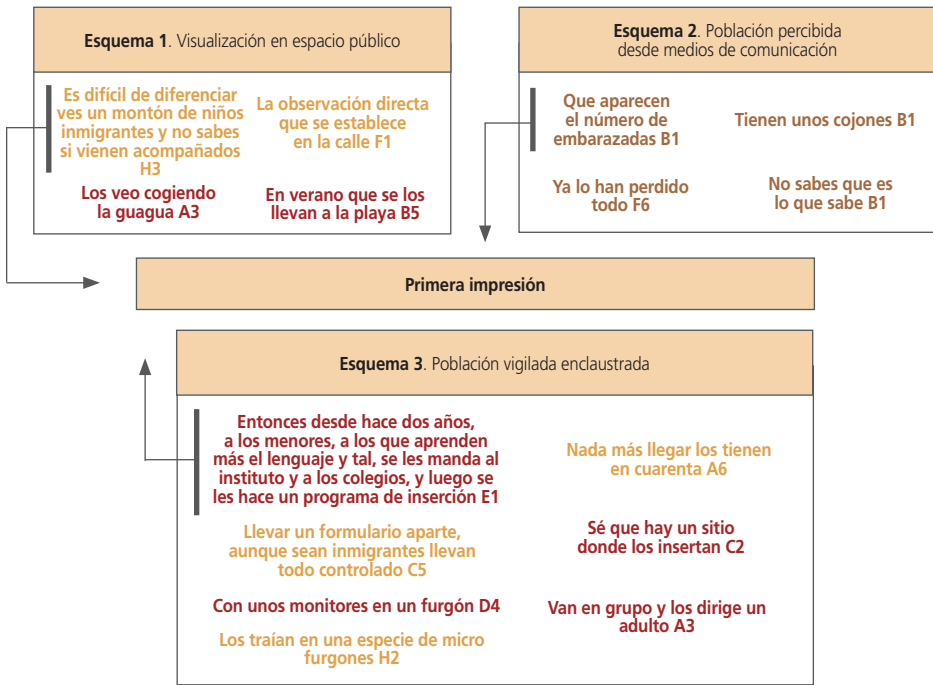 Esquema 1. Visualización en espacio público
Es difícil de diferenciar
ves un montón de niños
inmigrantes y no sabes
si vienen acompañados
H3
La observación directa
que se establece
en la calle F1
Los veo cogiendo
la guagua A3
En verano que se los
llevan a la playa B5
Esquema 2. Población percibida
desde medios de comunicación
Que aparecen
el número de
embarazadas B1
Tienen unos cojones B1
Ya lo han perdido
todo F6
No sabes que es
lo que sabe B1
Primera impresión
Esquema 3. Población vigilada enclaustrada
Entonces desde hace dos años,
a los menores, a los que aprenden
más el lenguaje y tal, se les manda al
instituto y a los colegios, y luego se
les hace un programa de inserción E1
Nada más llegar los tienen
en cuarenta A6
Llevar un formulario aparte,
aunque sean inmigrantes llevan
todo controlado C5
Sé que hay un sitio
donde los insertan C2
Con unos monitores en un furgón D4
Van en grupo y los dirige un
adulto A3
Los traían en una especie de micro
furgones H2